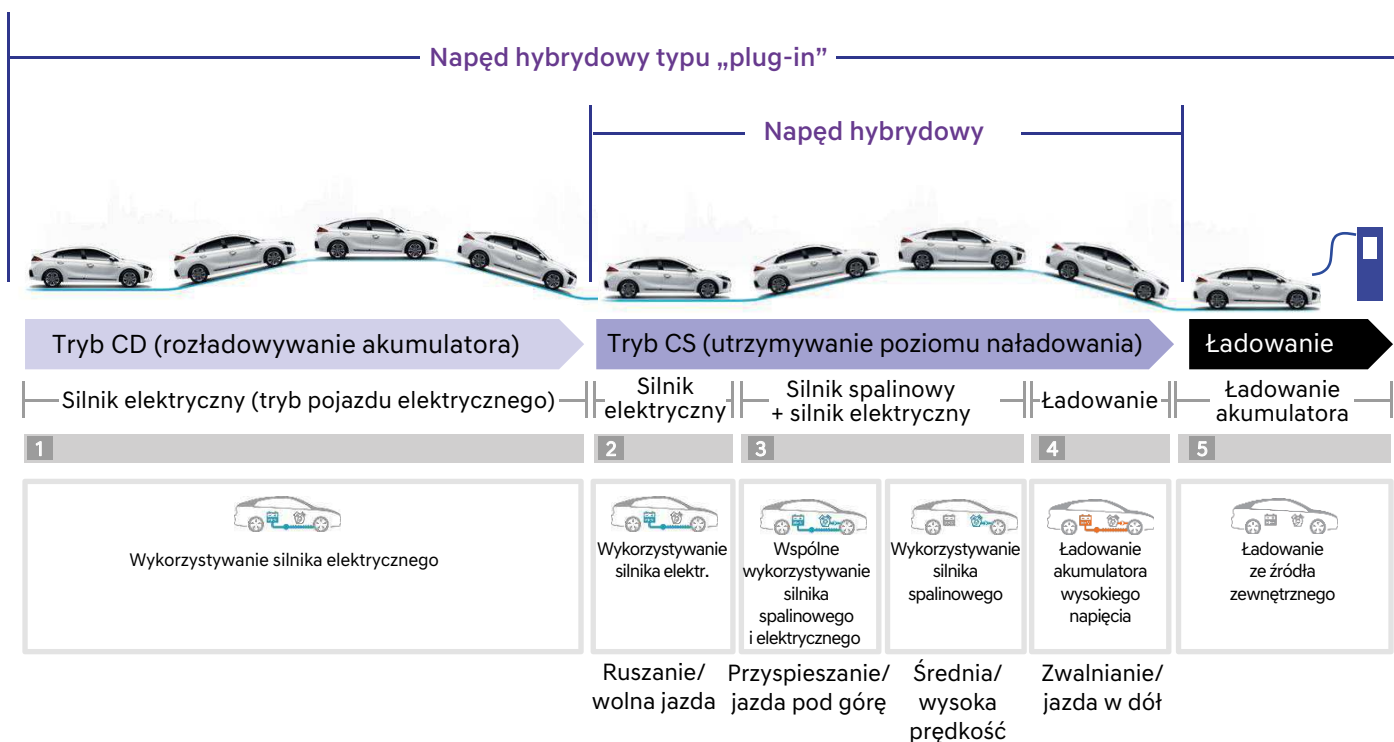 Napęd hybrydowy typu „plug-in”
Napęd hybrydowy
Tryb CD (rozładowywanie akumulatora)
Tryb CS (utrzymywanie poziomu naładowania)
Ładowanie
Silnik elektryczny (tryb pojazdu elektrycznego)
Silnik
elektryczny
Silnik spalinowy
+ silnik elektryczny
Ładowanie
Ładowanie
akumulatora
1
2
3
4
5
Wykorzystywanie silnika elektrycznego
Wykorzystywanie
silnika elektr.
Wspólne
wykorzystywanie
silnika
spalinowego
i elektrycznego
Wykorzystywanie
silnika
spalinowego
Ładowanie
akumulatora
wysokiego
napięcia
Ładowanie
ze źródła
zewnętrznego
Ruszanie/
wolna jazda
Przyspieszanie/
jazda pod górę
Średnia/
wysoka
prędkość
Zwalnianie/
jazda w dół